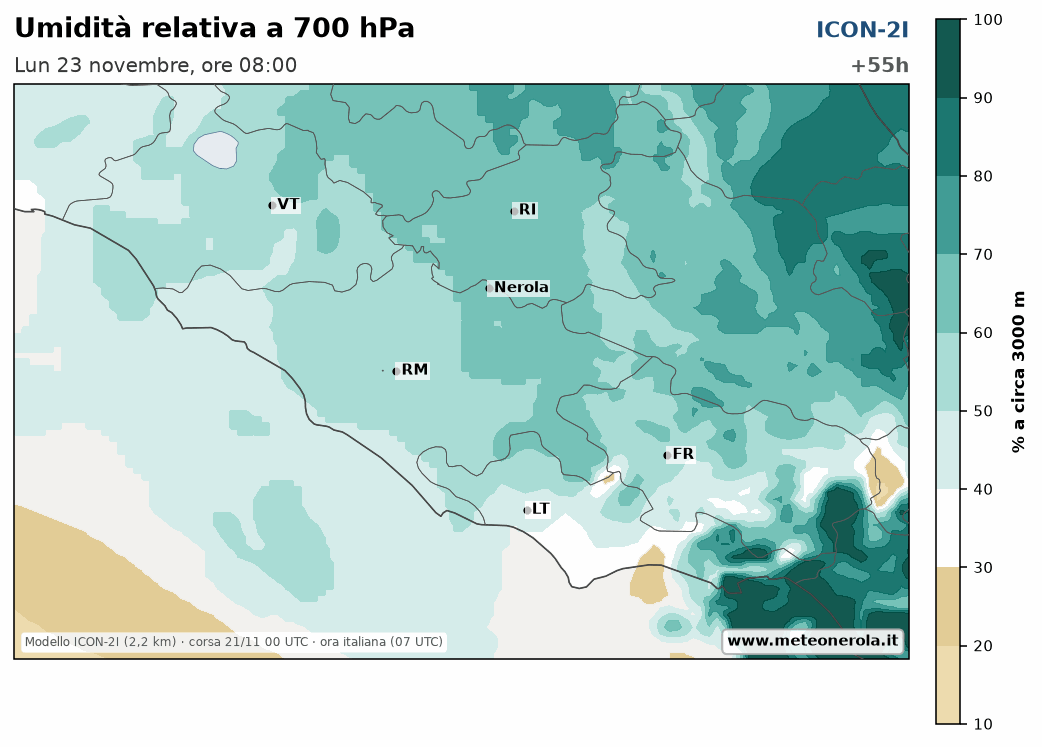 Umidità relativa a 700 hPa
ICON-2I
Lun 23 novembre, ore 08:00
+55h
100
90
80
70
60
50
40
30
20
10
% a circa 3000 m
VT
RI
Nerola
RM
FR
LT
Modello ICON-2I (2,2 km) · corsa 21/11 00 UTC · ora italiana (07 UTC)
www.meteonerola.it